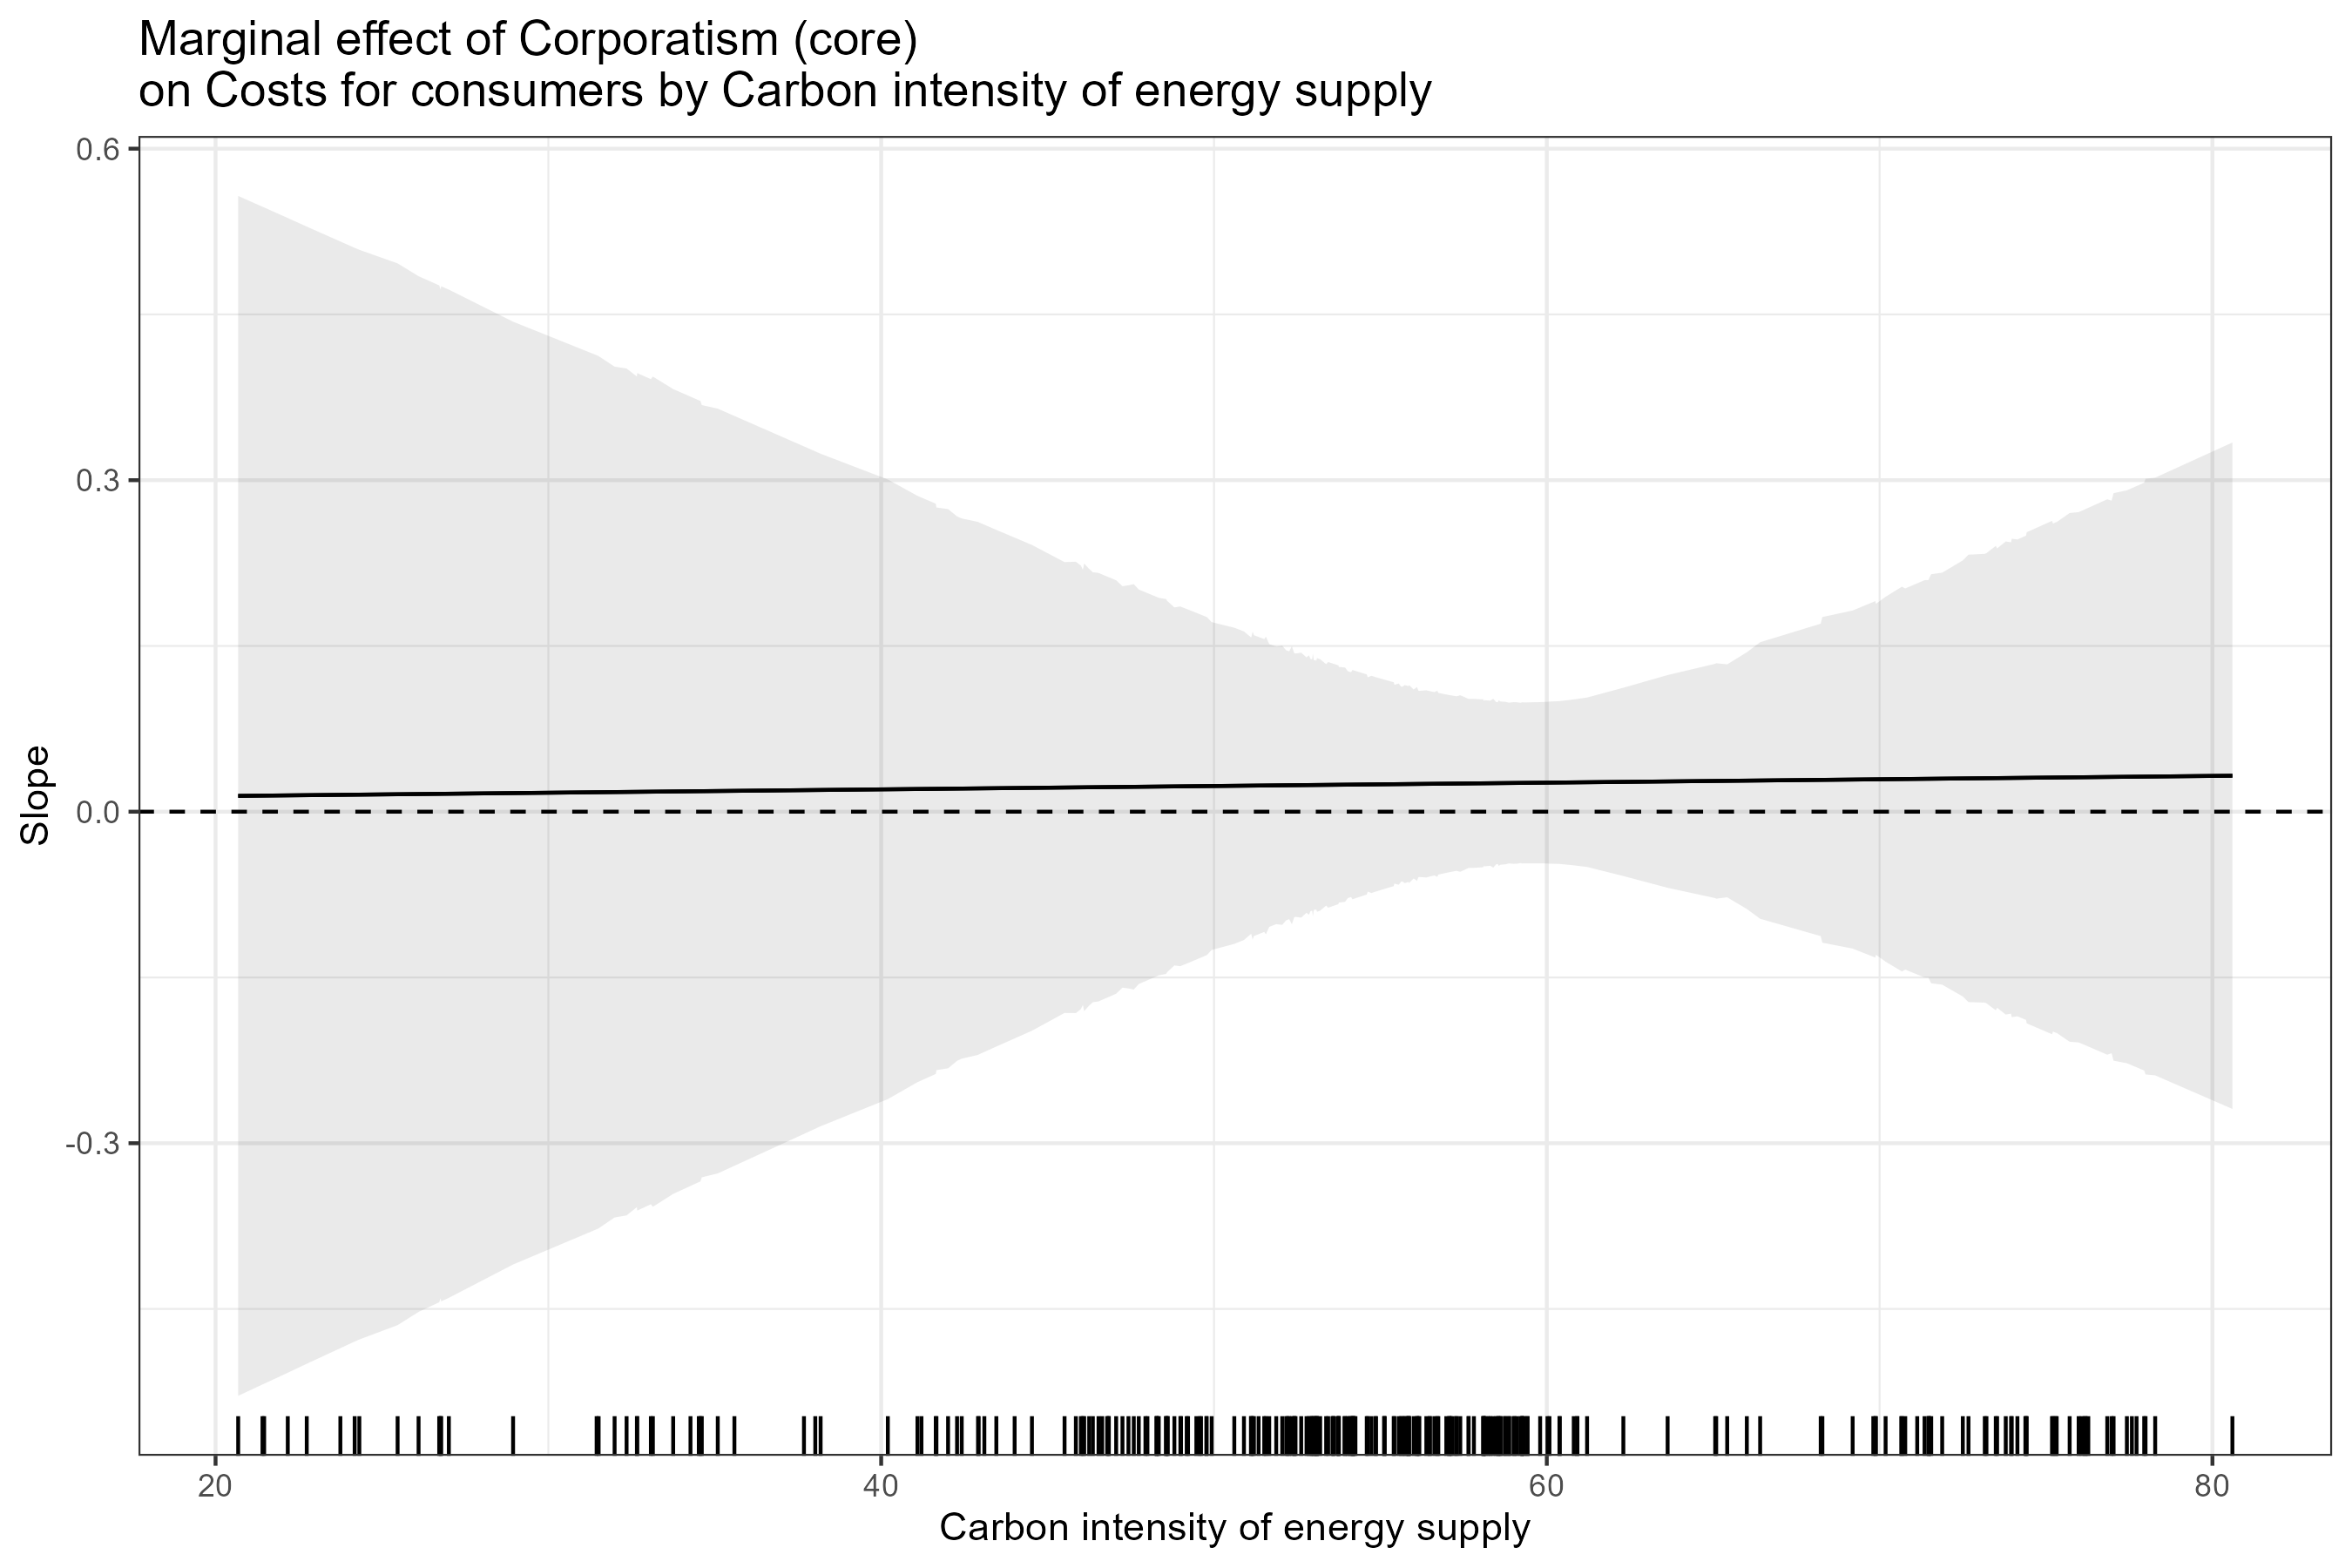 Marginal effect of Corporatism (core)
on Costs for consumers by Carbon intensity of energy supply
0.6
0.3
0.0
-0.3
Slope
20
40
60
80
Carbon intensity of energy supply